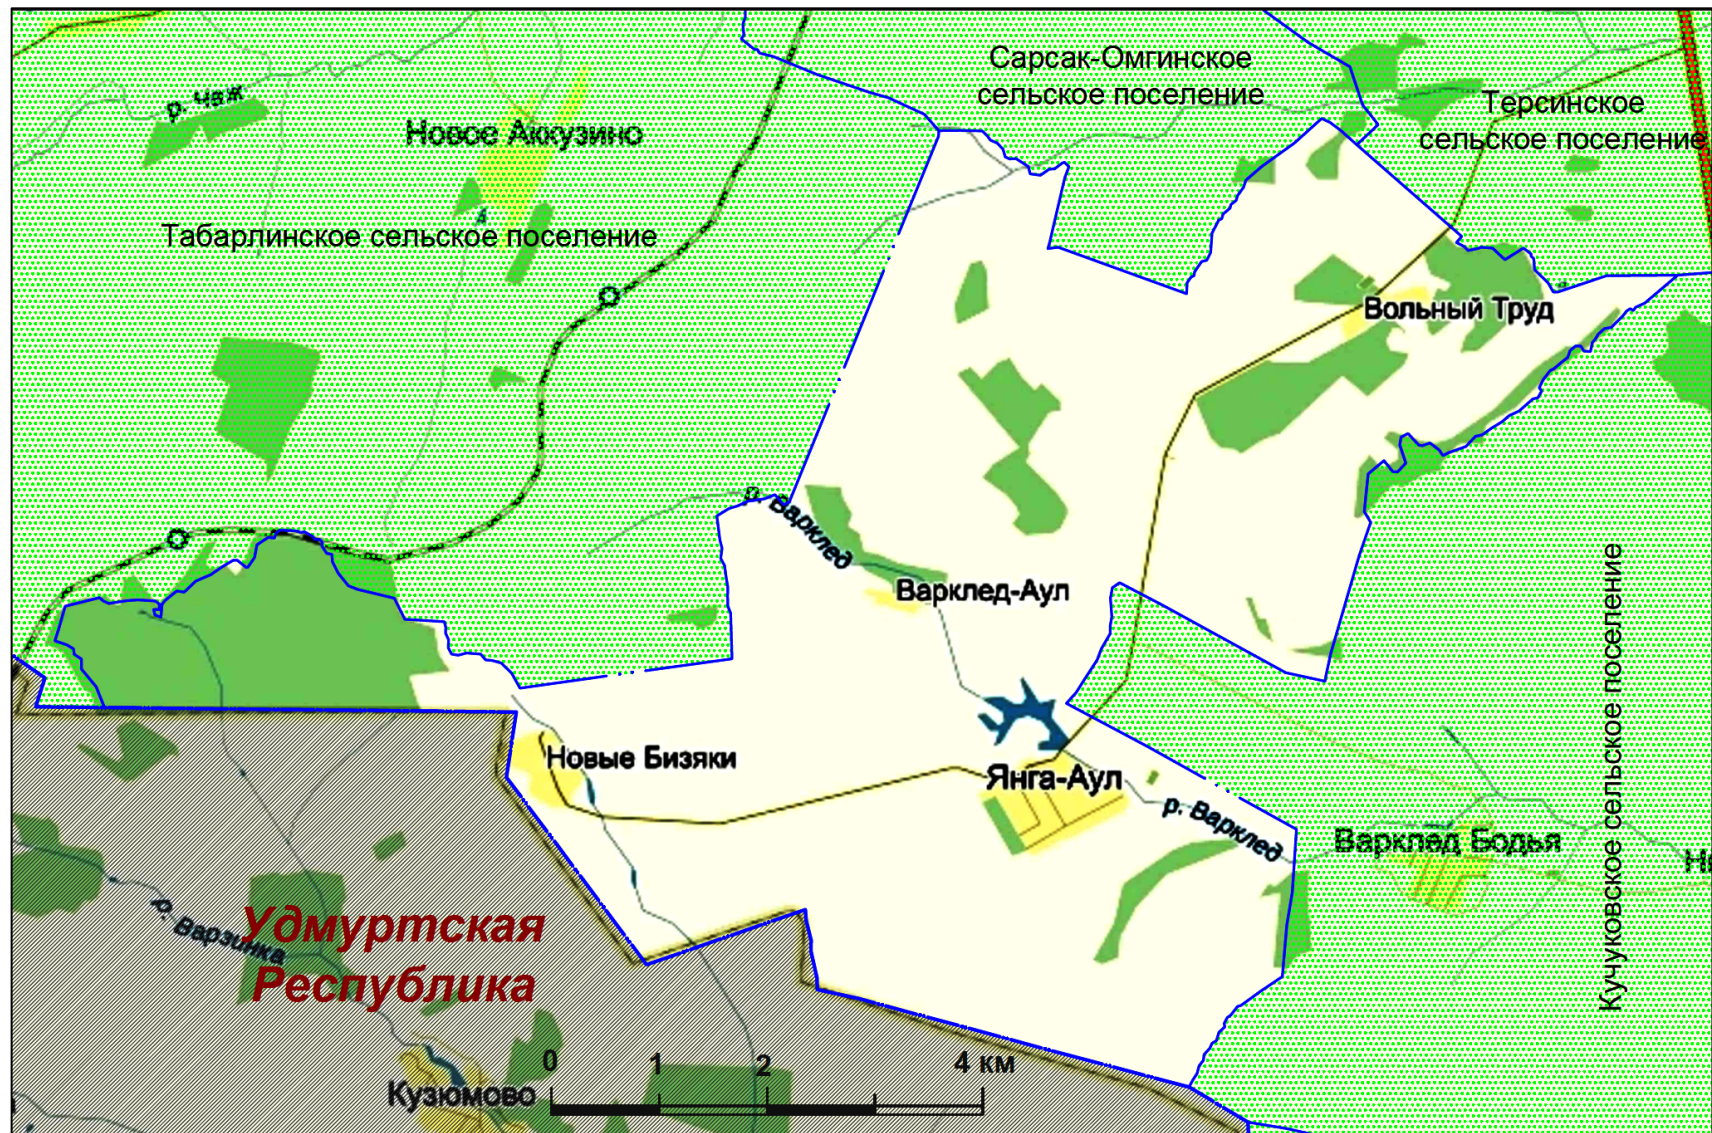 Сарсак-Омгинское
сельское поселение
Терсинское
сельское поселение
р. Чаж
Новое Аккузино
Табарлинское сельское поселение
Вольный Труд
р. Варклед
Варклед-Аул
Кучуковское сельское поселение
Новые Бизяки
Янга-Аул
р. Варклед
Варклед Бодья
р. Варзинка
Удмуртская
Республика
0 1 2 4 км
Кузюмово